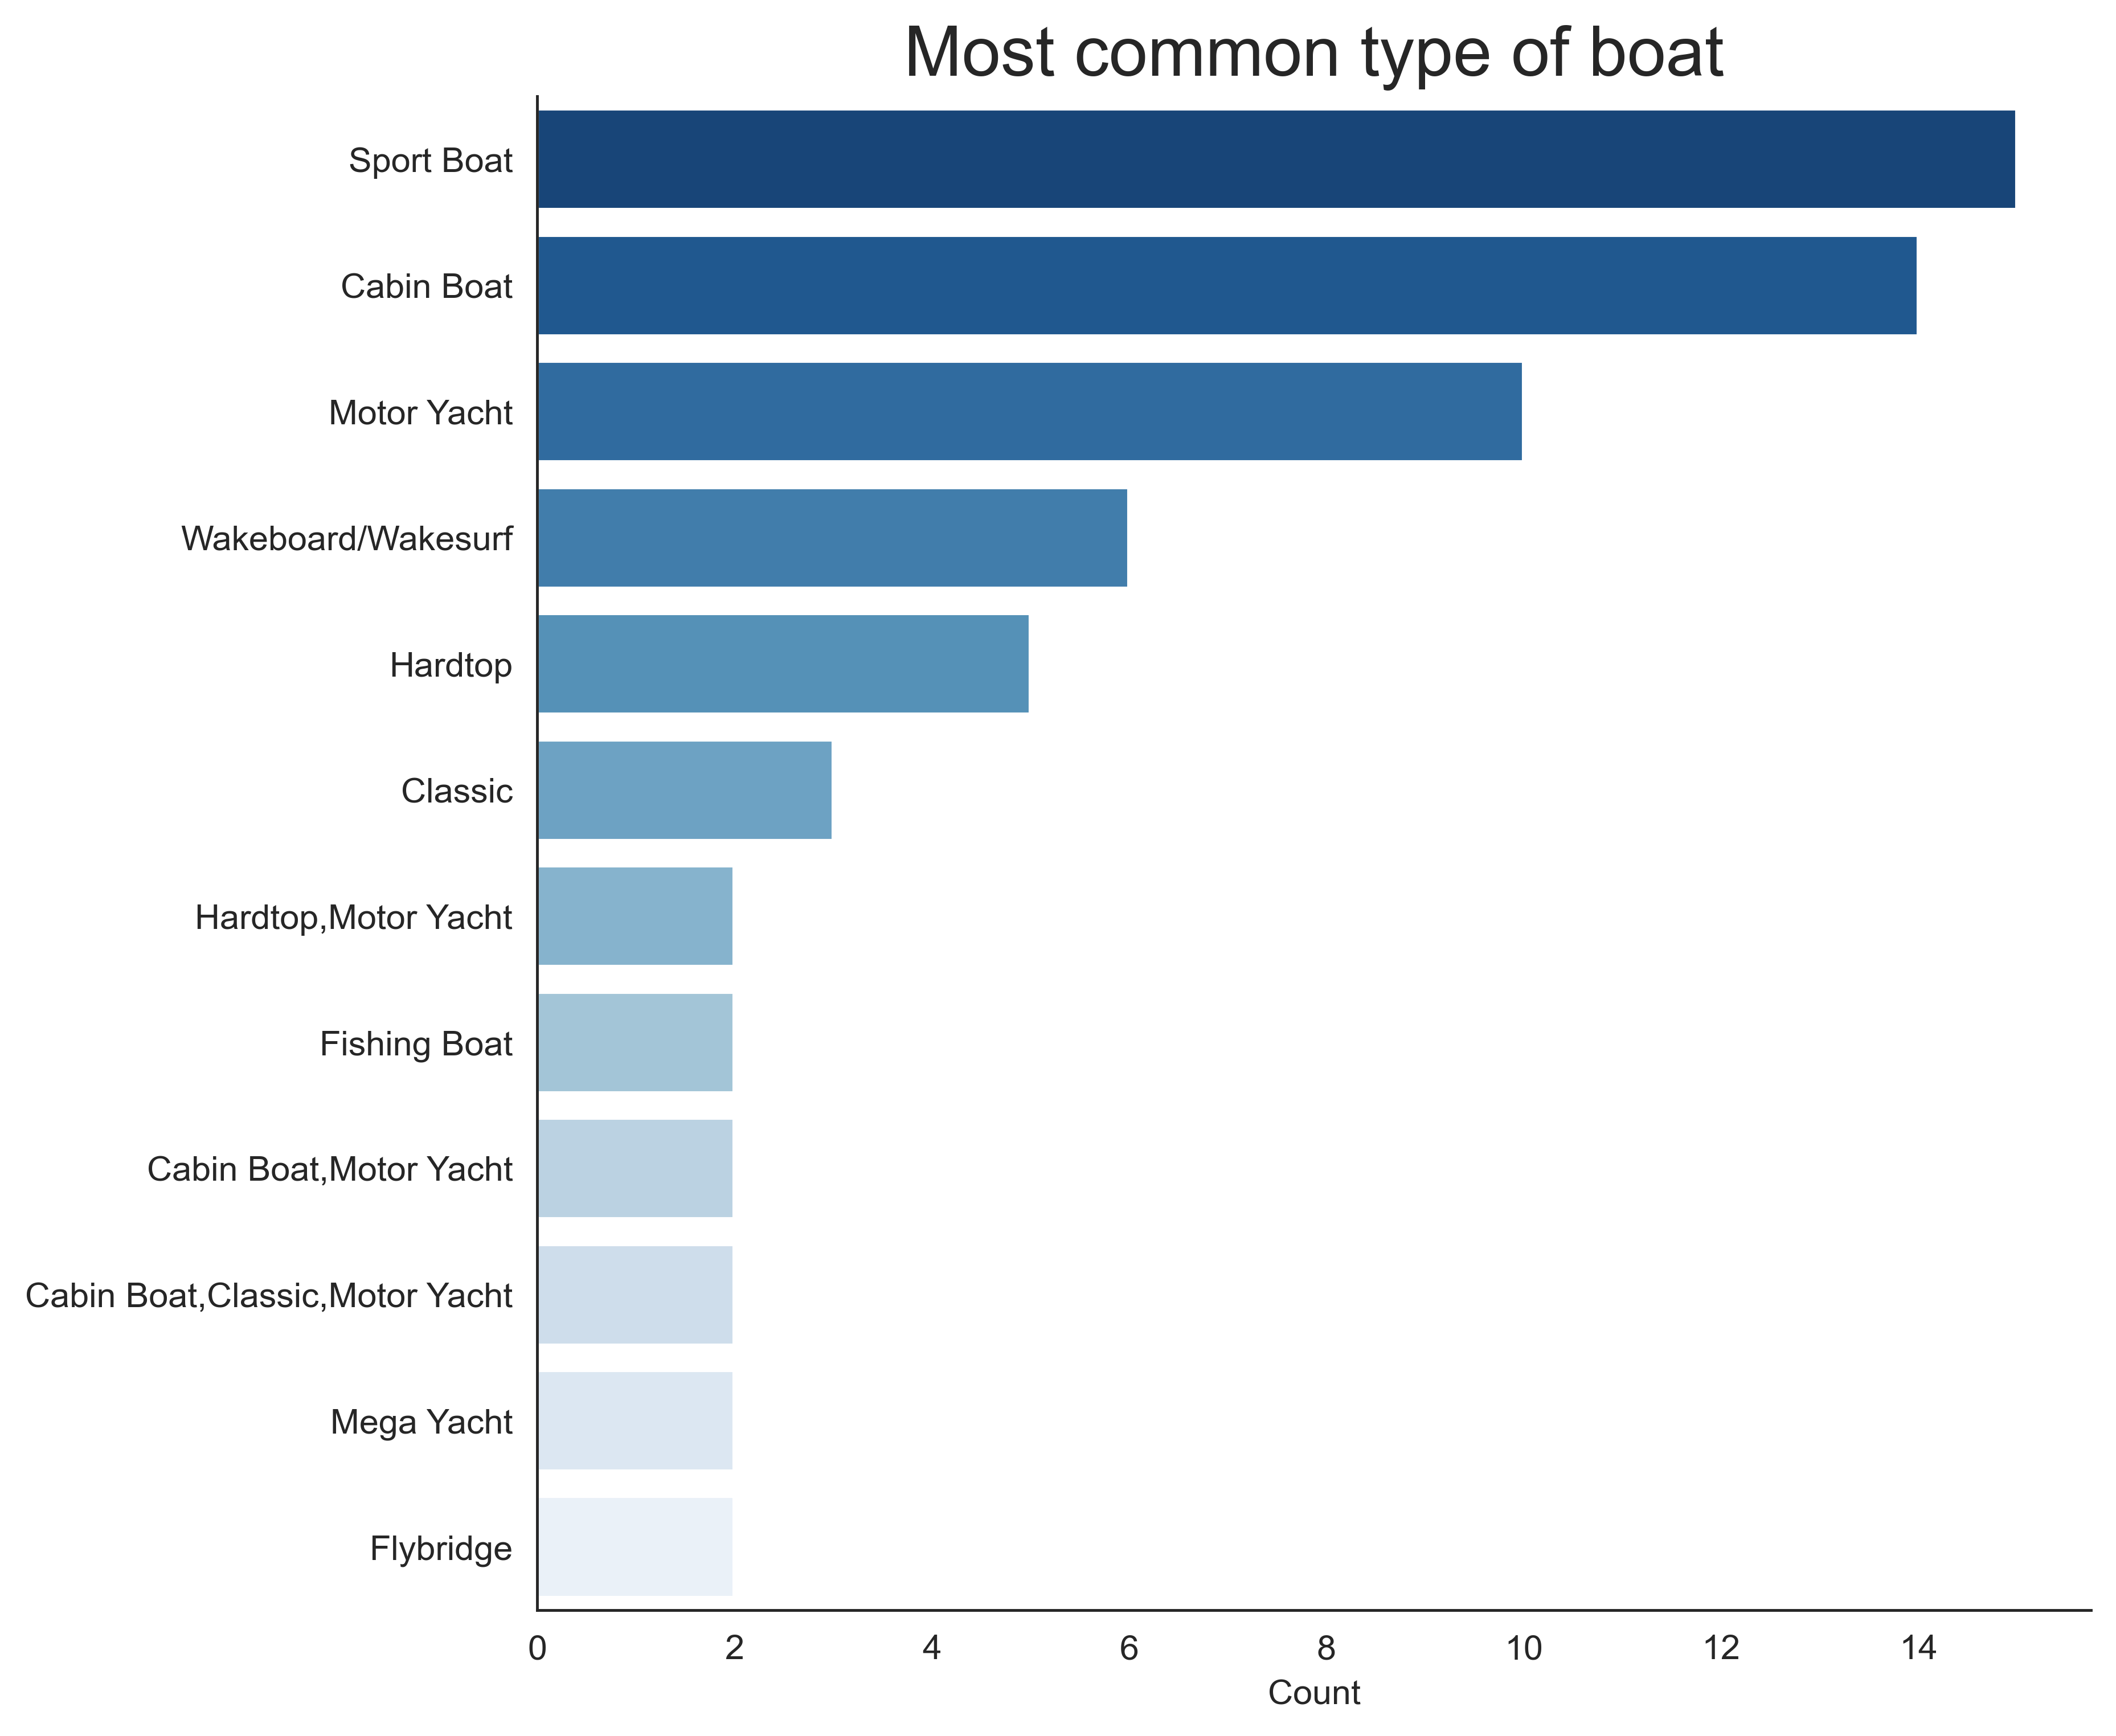 Most common type of boat
Sport Boat
Cabin Boat
Motor Yacht
Wakeboard/Wakesurf
Hardtop
Classic
Hardtop,Motor Yacht
Fishing Boat
Cabin Boat,Motor Yacht
Cabin Boat,Classic,Motor Yacht
Mega Yacht
Flybridge
0 2 4 6 8 10 12 14
Count